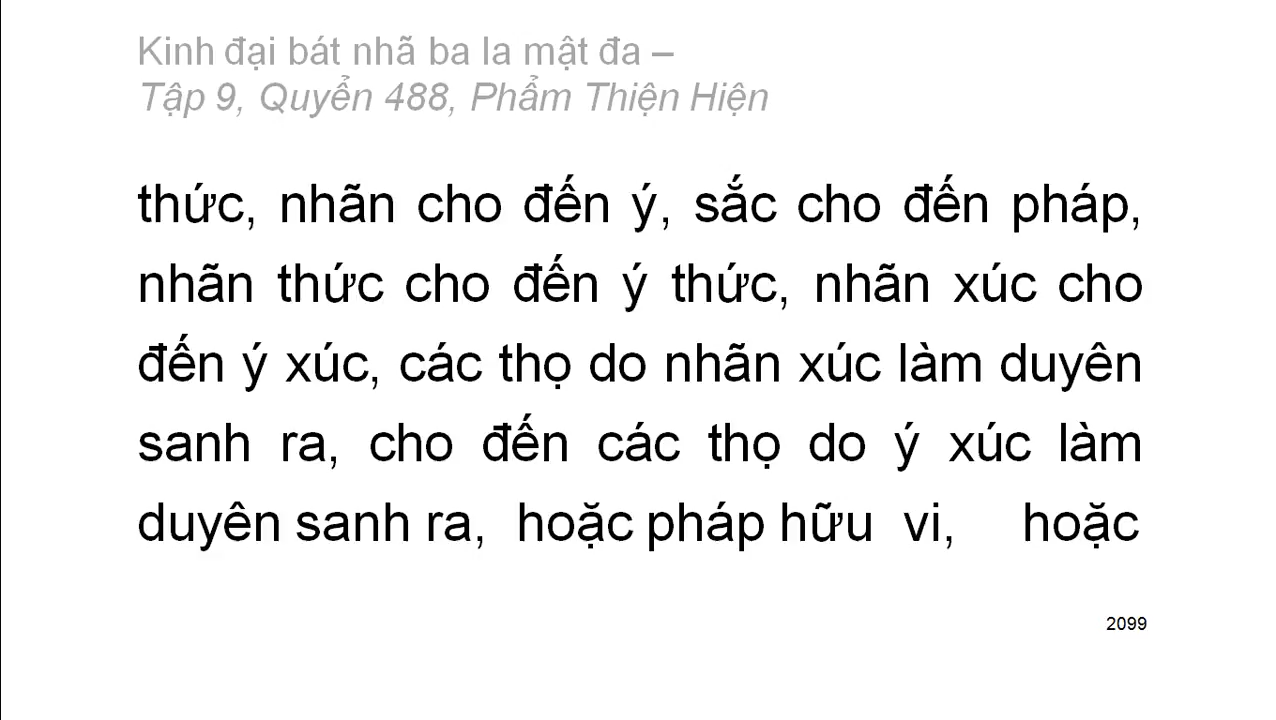 Kinh đại bát nhã ba la mật đa –
Tập 9, Quyển 488, Phẩm Thiện Hiện
thức, nhãn cho đến ý, sắc cho đến pháp,
nhãn thức cho đến ý thức, nhãn xúc cho
đến ý xúc, các thọ do nhãn xúc làm duyên
sanh ra, cho đến các thọ do ý xúc làm
duyên sanh ra, hoặc pháp hữu vi, hoặc
2099